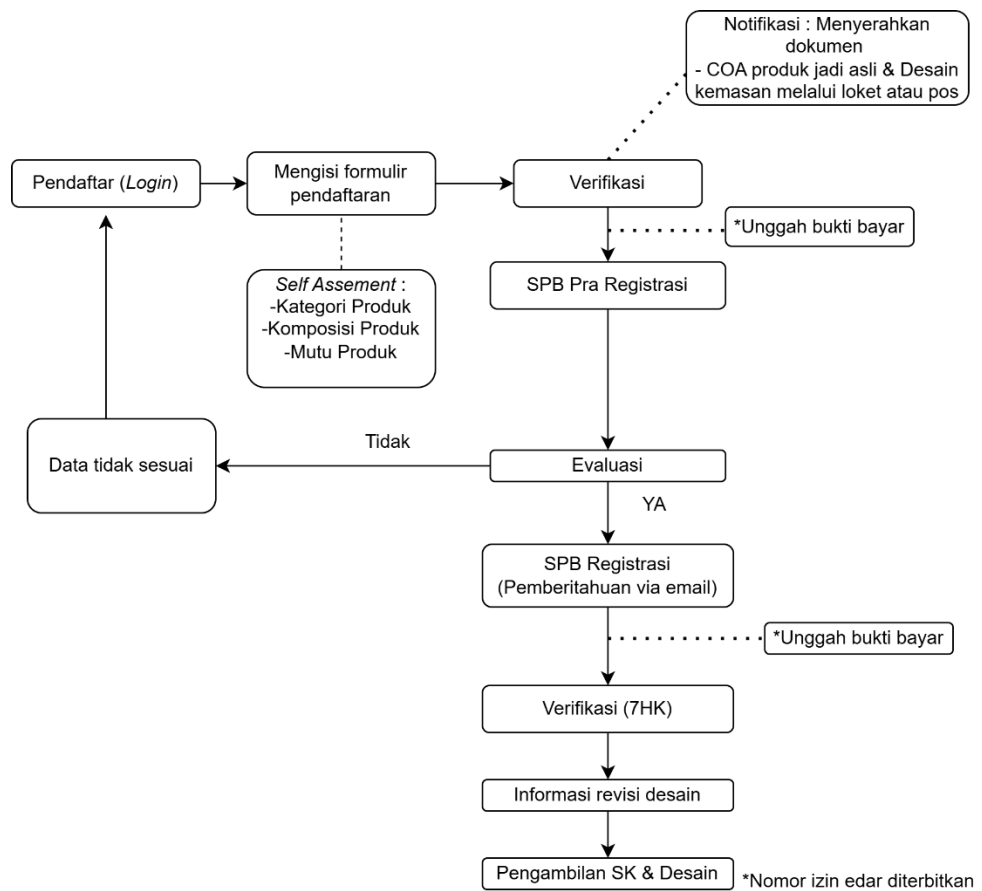 Notifikasi : Menyerahkan
dokumen
- COA produk jadi asli & Desain
kemasan melalui loket atau pos
Pendaftar (Login)
Mengisi formulir
pendaftaran
Verifikasi
*Unggah bukti bayar
Self Assement :
-Kategori Produk
-Komposisi Produk
-Mutu Produk
SPB Pra Registrasi
Data tidak sesuai
Tidak
Evaluasi
YA
SPB Registrasi
(Pemberitahuan via email)
*Unggah bukti bayar
Verifikasi (7HK)
Informasi revisi desain
Pengambilan SK & Desain
*Nomor izin edar diterbitkan